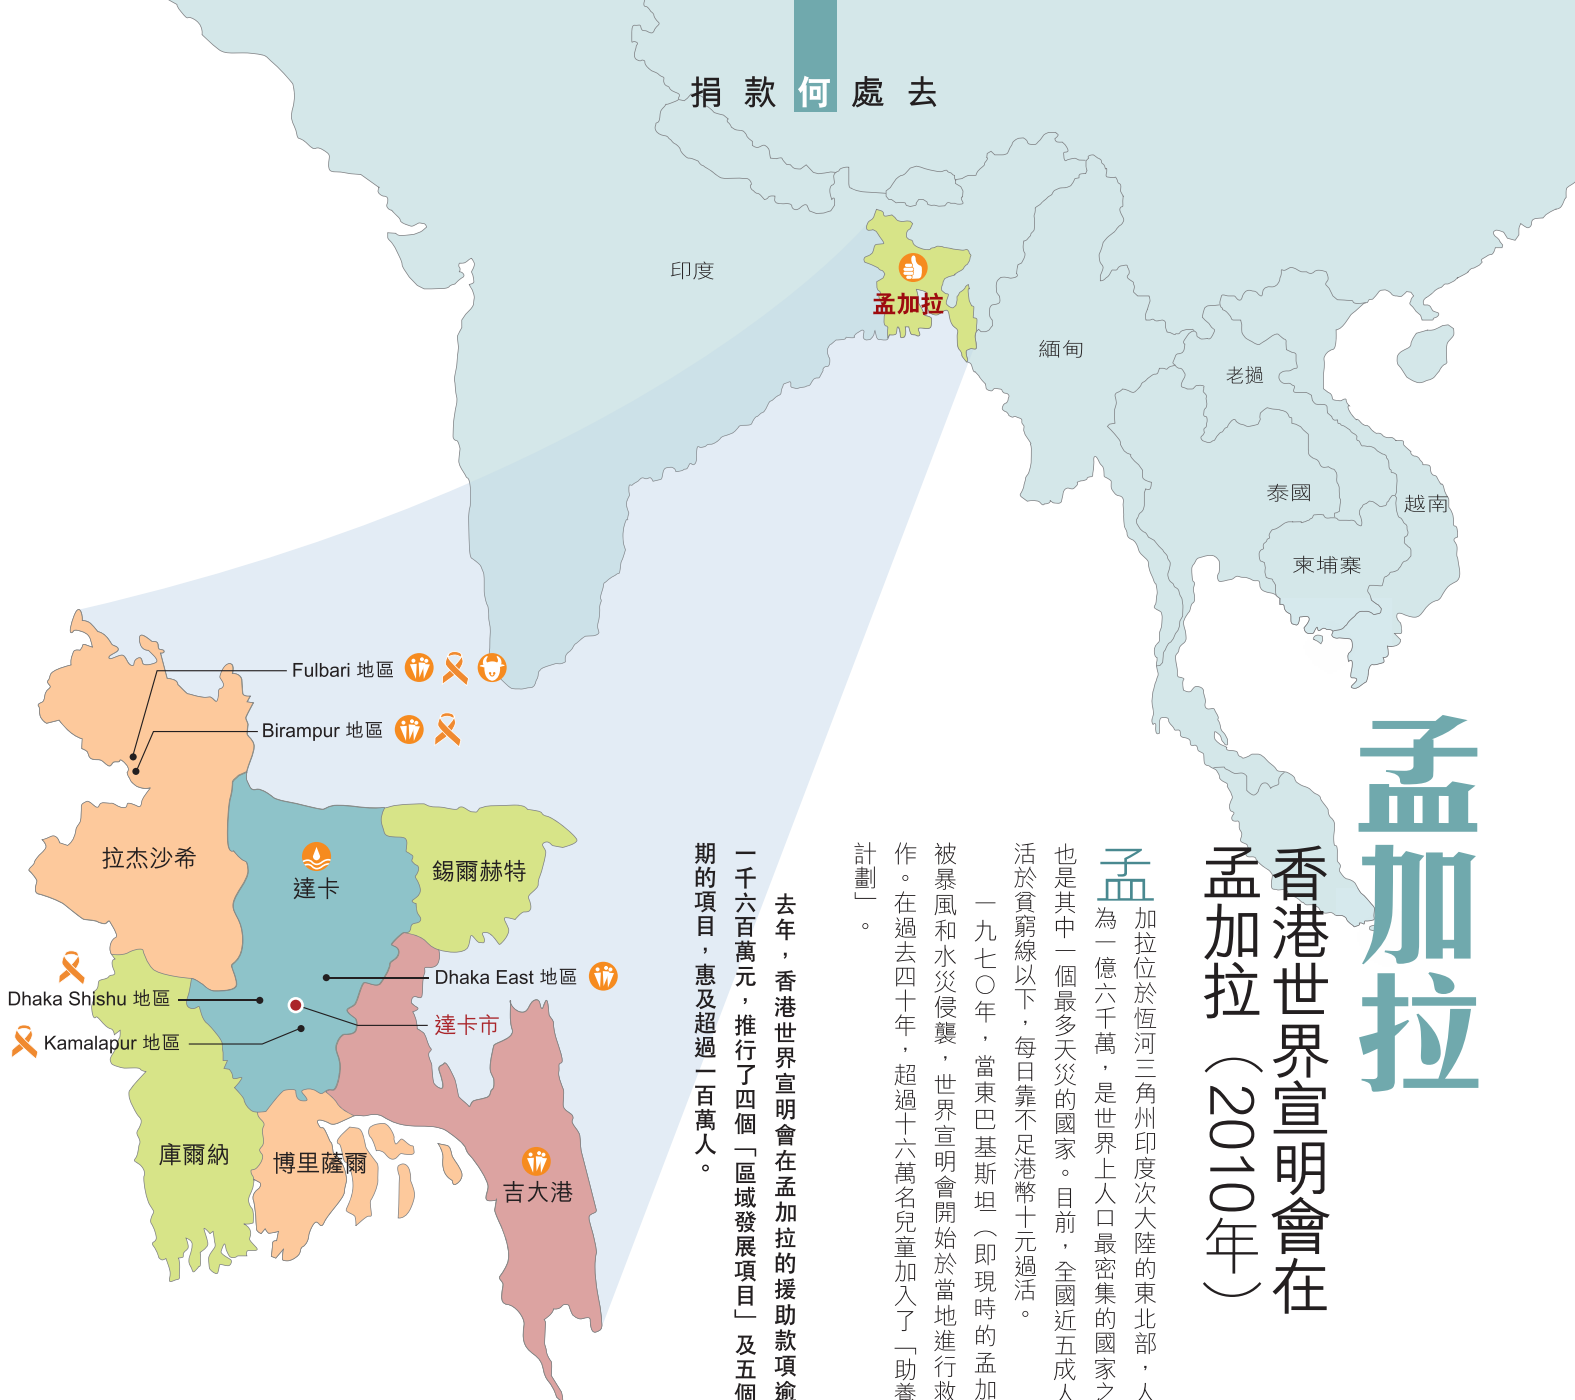 捐款何處去
印度
孟加拉
緬甸
老撾
泰國
越南
柬埔寨
Fulbari 地區
Birampur 地區
拉杰沙希
達卡
錫爾赫特
Dhaka East 地區
Dhaka Shishu 地區
達卡市
Kamalapur 地區
庫爾納
博里薩爾
吉大港
孟加拉
香港世界宣明會在
孟加拉（2010年）
孟加拉位於恆河三角州印度次大陸的東北部，人
為一億六千萬，是世界上人口最密集的國家之
也是其中一個最多天災的國家。目前，全國近五成人
活於貧窮線以下，每日靠不足港幣十元過活。
一九七〇年，當東巴基斯坦（即現時的孟加
被暴風和水災侵襲，世界宣明會開始於當地進行救
作。在過去四十年，超過十六萬名兒童加入了「助養
計劃」。
去年，香港世界宣明會在孟加拉的援助款項逾
一千六百萬元，推行了四個「區域發展項目」及五個
期的項目，惠及超過一百萬人。